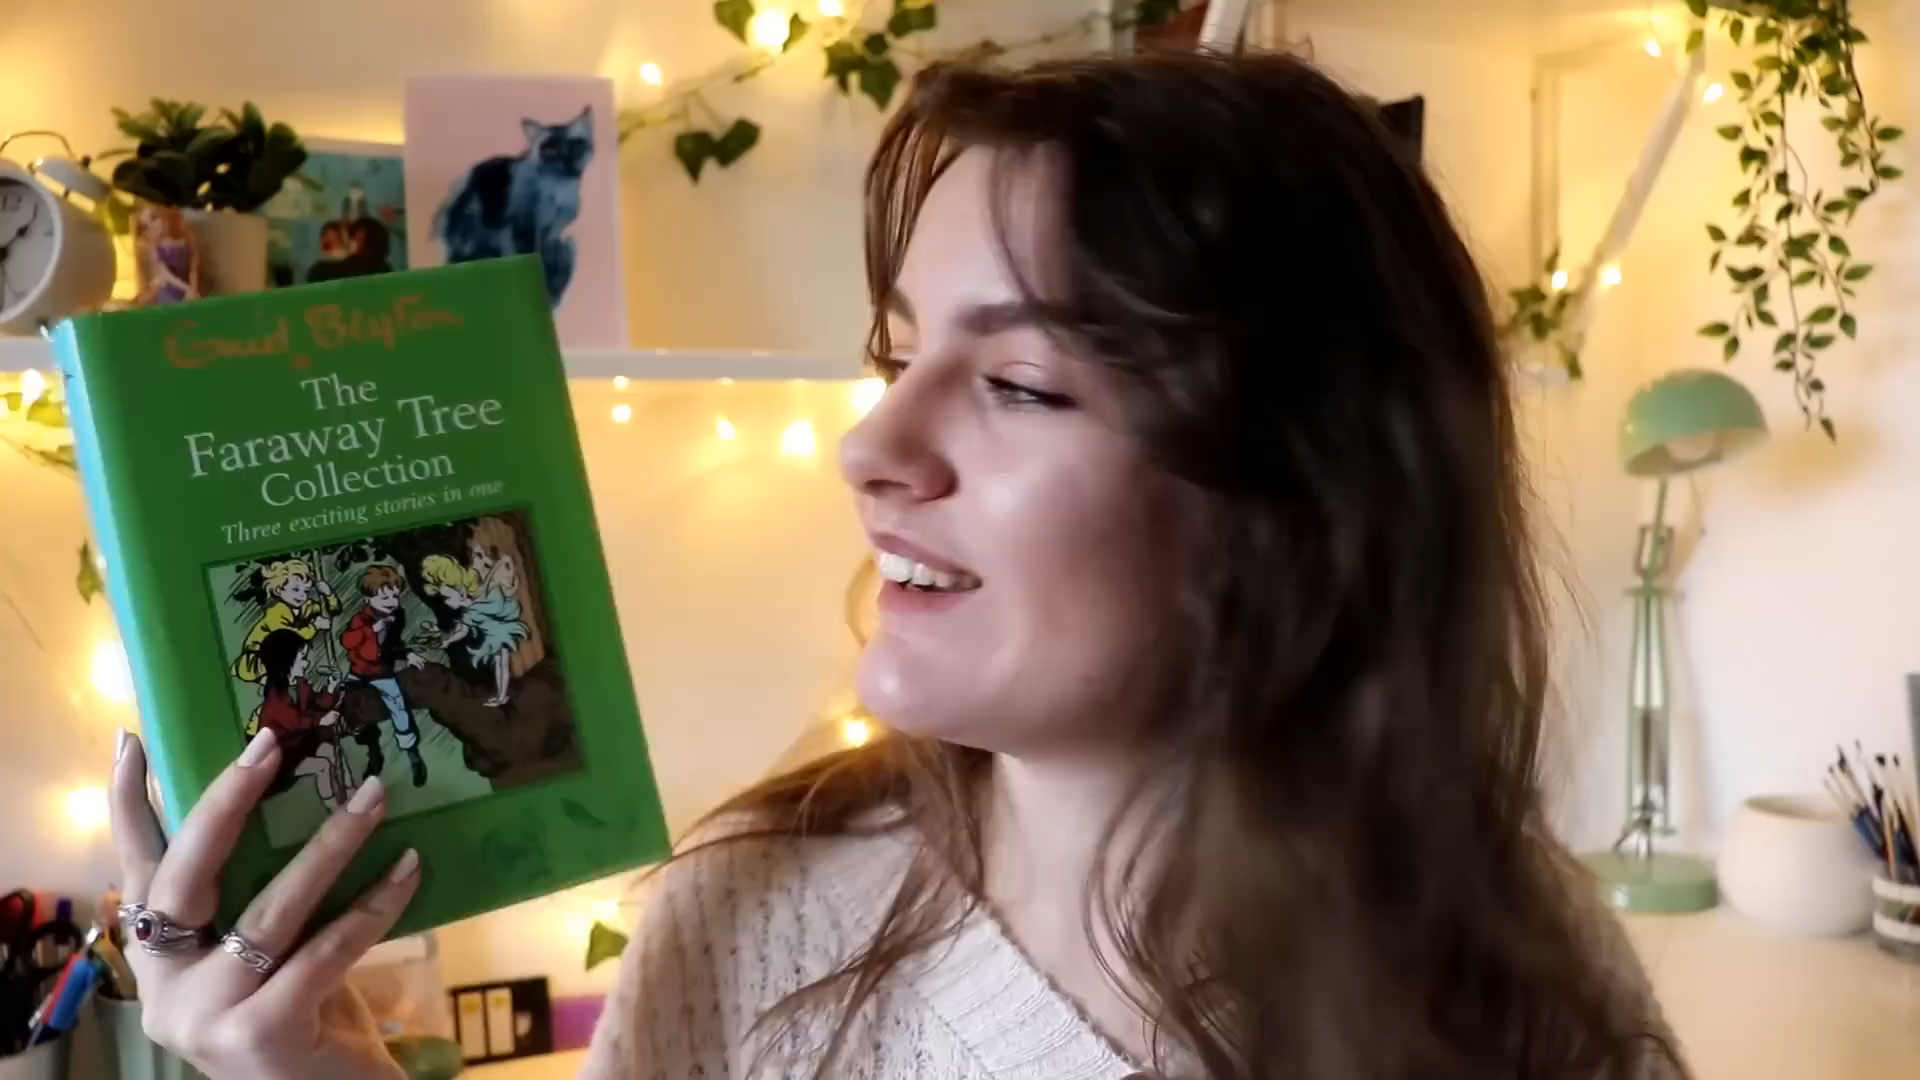 Enid Blyton
The
Faraway Tree
Collection
Three exciting stories in one